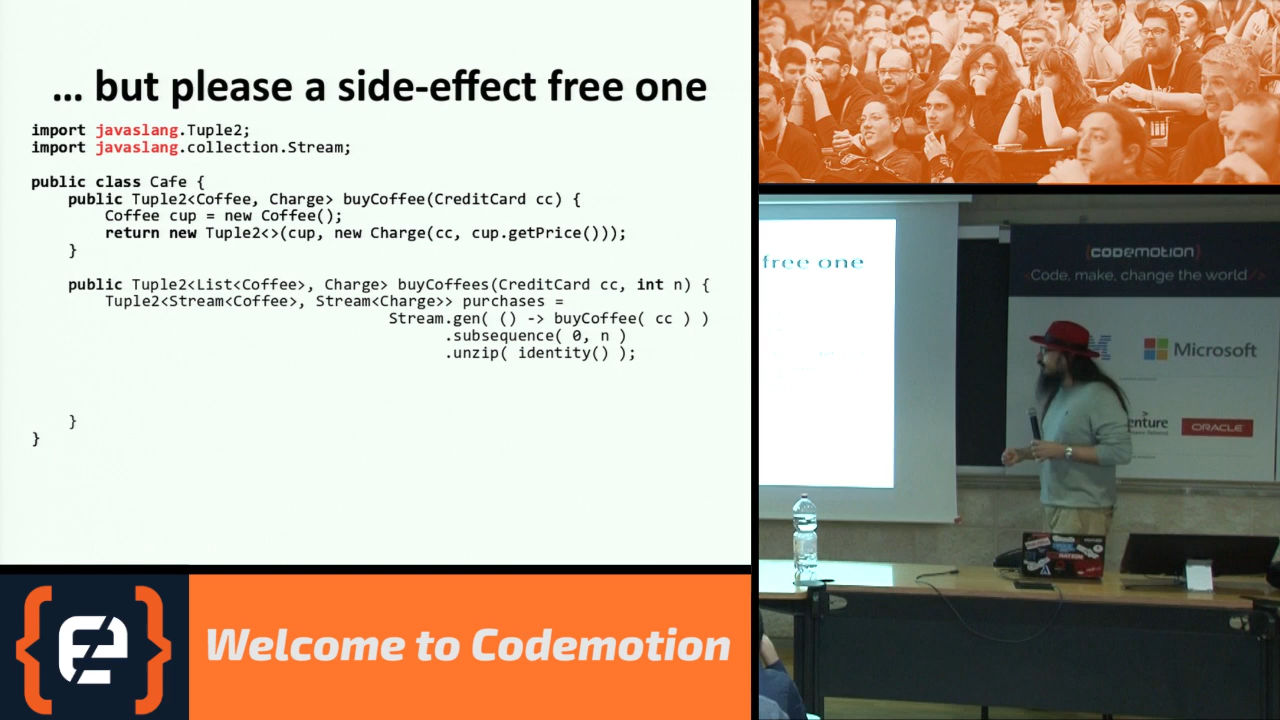 ... but please a side-effect free one
import javaslang.Tuple2;
import javaslang.collection.Stream;
public class Cafe {
public Tuple2<Coffee, Charge> buyCoffee(CreditCard cc) {
Coffee cup = new Coffee();
return new Tuple2<>(cup, new Charge(cc, cup.getPrice()));
}
public Tuple2<List<Coffee>, Charge> buyCoffees(CreditCard cc, int n) {
Tuple2<Stream<Coffee>, Stream<Charge>> purchases =
Stream.gen( () -> buyCoffee( cc ) )
.subsequence( 0, n )
.unzip( identity() );
}
}
Welcome to Codemotion
free one
{codemotion}
<Code, make, change the world/>
Microsoft
enture
ORACLE